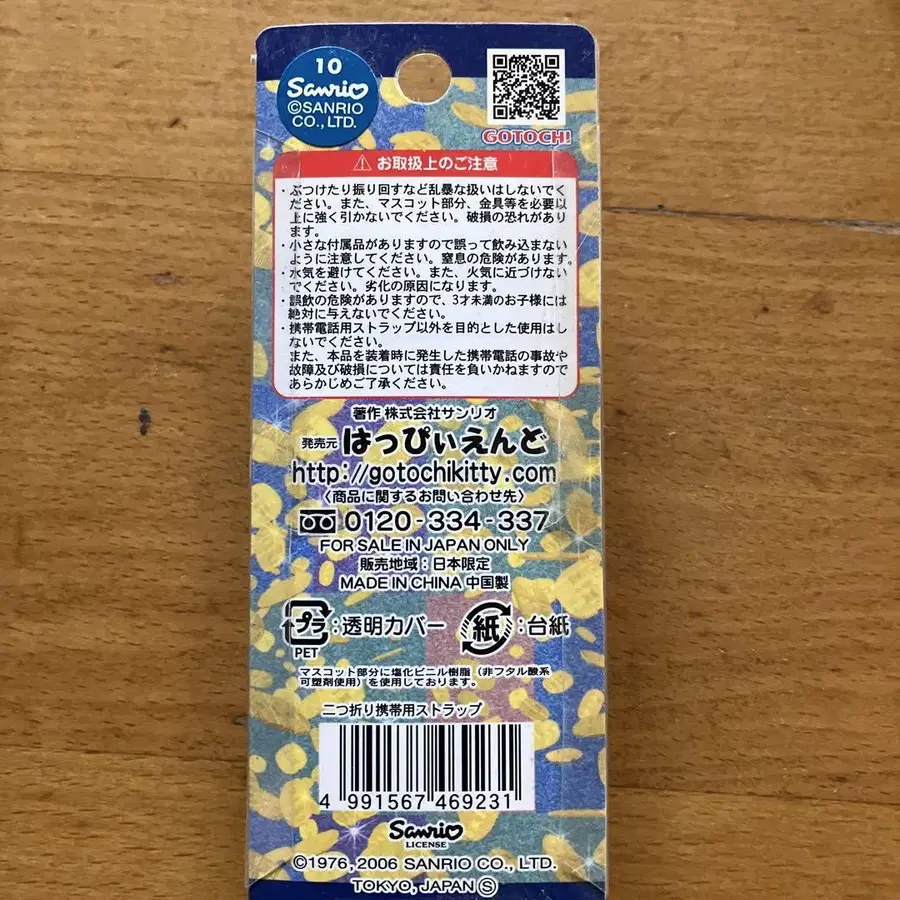 10
Sanrio
©SANRIO
CO., LTD.
GOTOCHI
⚠ お取扱上のご注意
・ぶつけたり振り回すなど乱暴な扱いはしないでく
ださい。また、マスコット部分、金具等を必要以
上に強く引かないでください。破損の恐れがあり
ます。
・小さな付属品がありますので誤って飲み込まない
ように注意してください。窒息の危険があります。
・水気を避けてください。また、火気に近づけない
でください。劣化の原因になります。
・誤飲の危険がありますので、3才未満のお子様には
絶対に与えないでください。
・携帯電話用ストラップ以外を目的とした使用はし
ないでください。
また、本品を装着時に発生した携帯電話の事故や
故障及び破損については責任を負いかねますので
あらかじめご了承ください。
著作 株式会社サンリオ
発売元 はっぴぃえんど
http://gotochikitty.com
〈商品に関するお問い合わせ先〉
0120-334-337
FOR SALE IN JAPAN ONLY
販売地域:日本限定
MADE IN CHINA 中国製
プラ:透明カバー 紙:台紙
PET
マスコット部分に塩化ビニル樹脂(非フタル酸系
可塑剤使用)を使用しております。
二つ折り携帯用ストラップ
4 991567 469231
Sanrio
LICENSE
©1976, 2006 SANRIO CO., LTD.
TOKYO, JAPAN Ⓢ